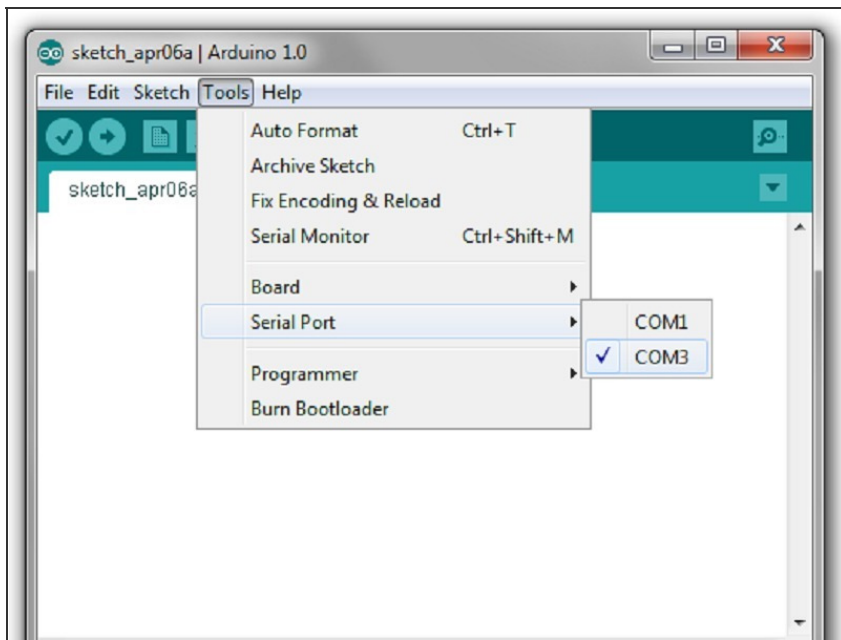 sketch_apr06a | Arduino 1.0
File Edit Sketch Tools Help
Auto Format Ctrl+T
Archive Sketch
sketch_apr06a
Fix Encoding & Reload
Serial Monitor Ctrl+Shift+M
Board
Serial Port
COM1
COM3
Programmer
Burn Bootloader